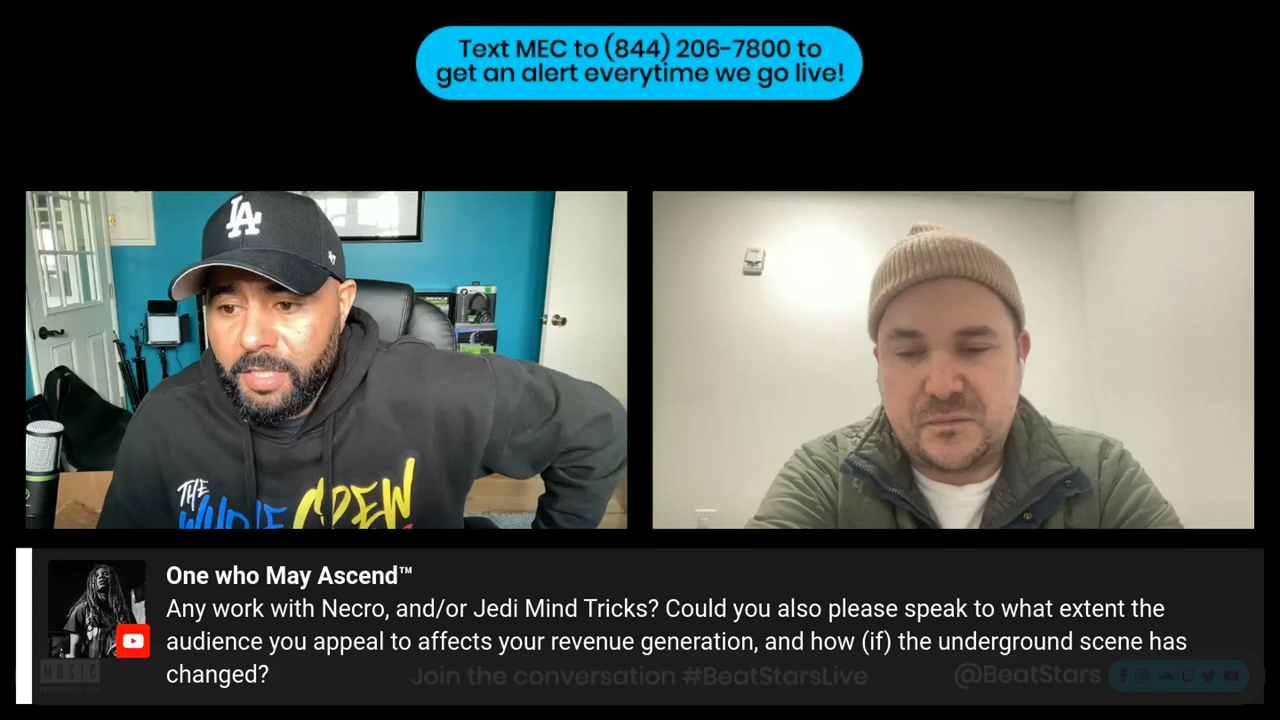 Text MEC to (844) 206-7800 to
get an alert everytime we go live!
LA
THE
CREW
One who May Ascend™
Any work with Necro, and/or Jedi Mind Tricks? Could you also please speak to what extent the
audience you appeal to affects your revenue generation, and how (if) the underground scene has
changed?
MUSIC
Join the conversation #BeatStarsLive
@BeatStars